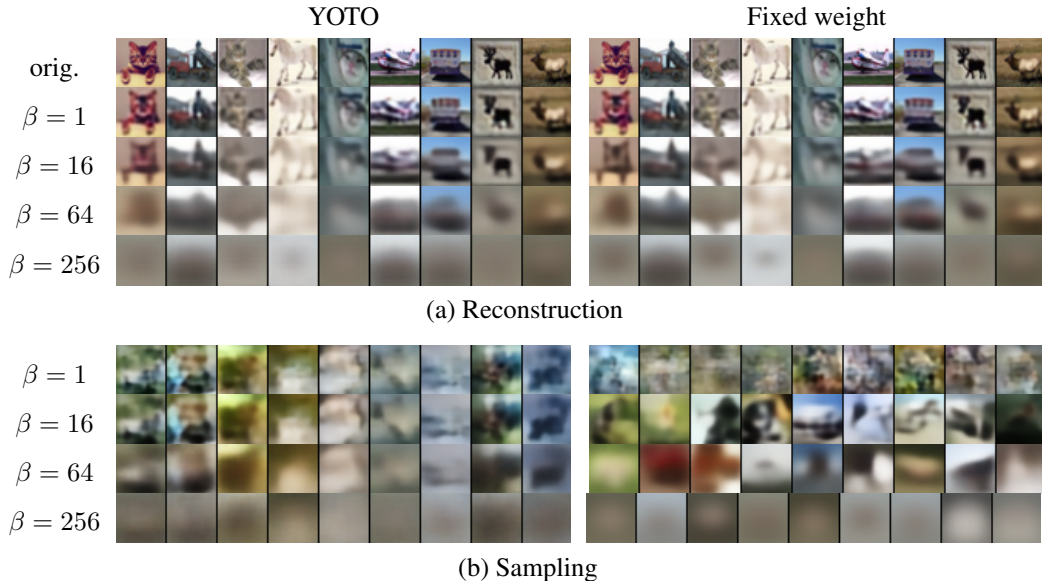 YOTO Fixed weight
orig.
β = 1
β = 16
β = 64
β = 256
(a) Reconstruction
β = 1
β = 16
β = 64
β = 256
(b) Sampling